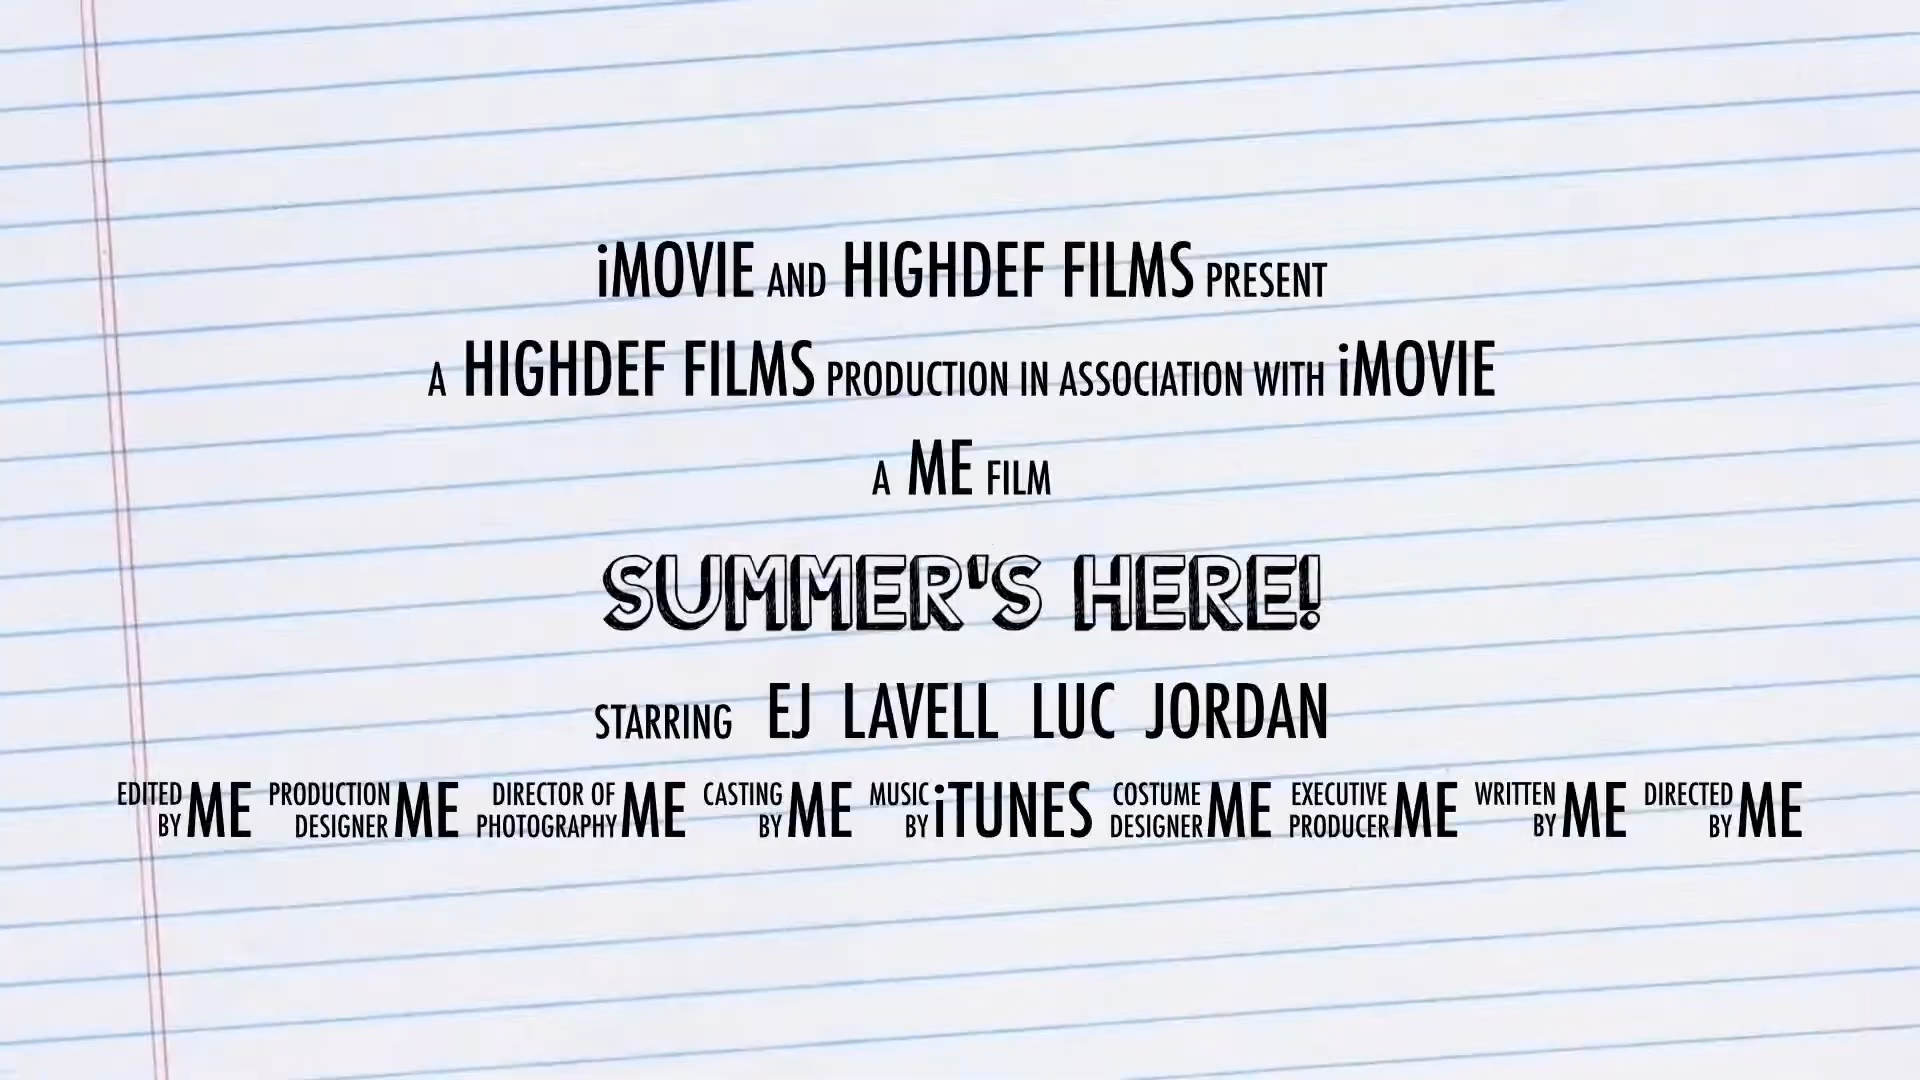 iMOVIE AND HIGHDEF FILMS PRESENT
A HIGHDEF FILMS PRODUCTION IN ASSOCIATION WITH iMOVIE
A ME FILM
SUMMER'S HERE!
STARRING EJ LAVELL LUC JORDAN
EDITED BY ME PRODUCTION DESIGNER ME DIRECTOR OF PHOTOGRAPHY ME CASTING BY ME MUSIC BY iTUNES COSTUME DESIGNER ME EXECUTIVE PRODUCER ME WRITTEN BY ME DIRECTED BY ME